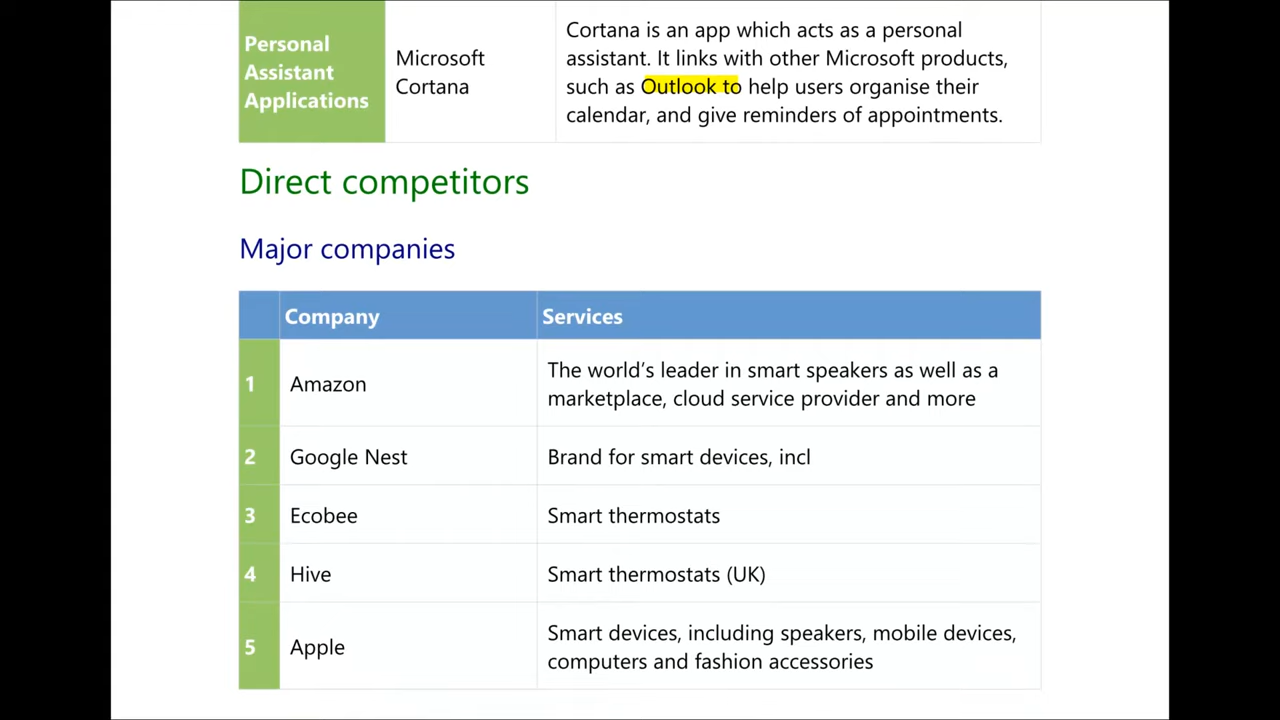 Personal
Assistant
Applications
Microsoft
Cortana
Cortana is an app which acts as a personal
assistant. It links with other Microsoft products,
such as Outlook to help users organise their
calendar, and give reminders of appointments.
Direct competitors
Major companies
Company Services
1 Amazon The world’s leader in smart speakers as well as a
marketplace, cloud service provider and more
2 Google Nest Brand for smart devices, incl
3 Ecobee Smart thermostats
4 Hive Smart thermostats (UK)
5 Apple Smart devices, including speakers, mobile devices,
computers and fashion accessories